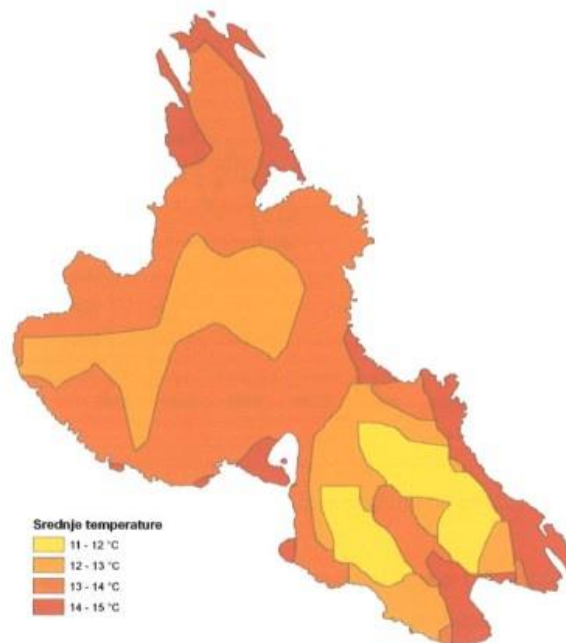 Srednje temperature
11 - 12 °C
12 - 13 °C
13 - 14 °C
14 - 15 °C